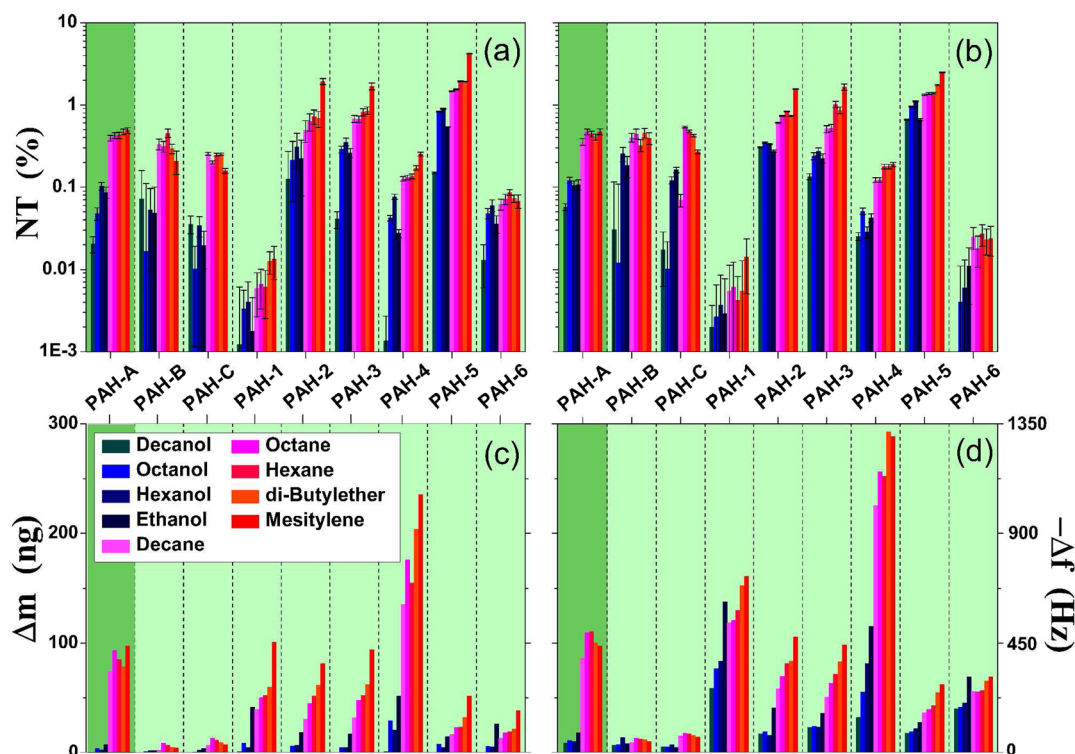 10
(a)
(b)
1
NT (%)
0.1
0.01
1E-3
PAH-A PAH-B PAH-C PAH-1 PAH-2 PAH-3 PAH-4 PAH-5 PAH-6
PAH-A PAH-B PAH-C PAH-1 PAH-2 PAH-3 PAH-4 PAH-5 PAH-6
300
1350
Decanol Octane
Octanol Hexane
Hexanol di-Butylether
Ethanol Mesitylene
Decane
(c)
(d)
200
900
Δm (ng)
−Δf (Hz)
100
450
0
0